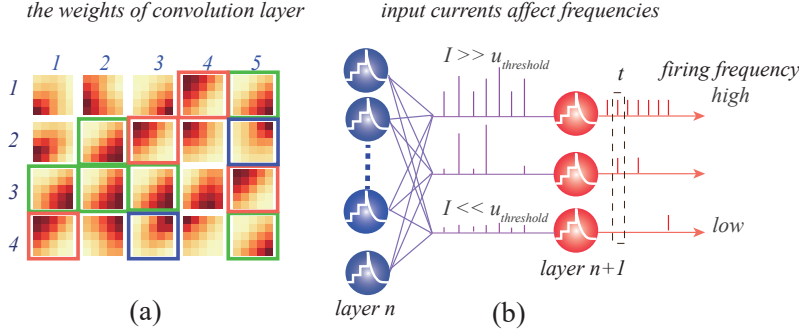 the weights of convolution layer
1 2 3 4 5
1
2
3
4
(a)
input currents affect frequencies
I >> u_threshold
t
firing frequency
high
I << u_threshold
low
layer n+1
layer n
(b)